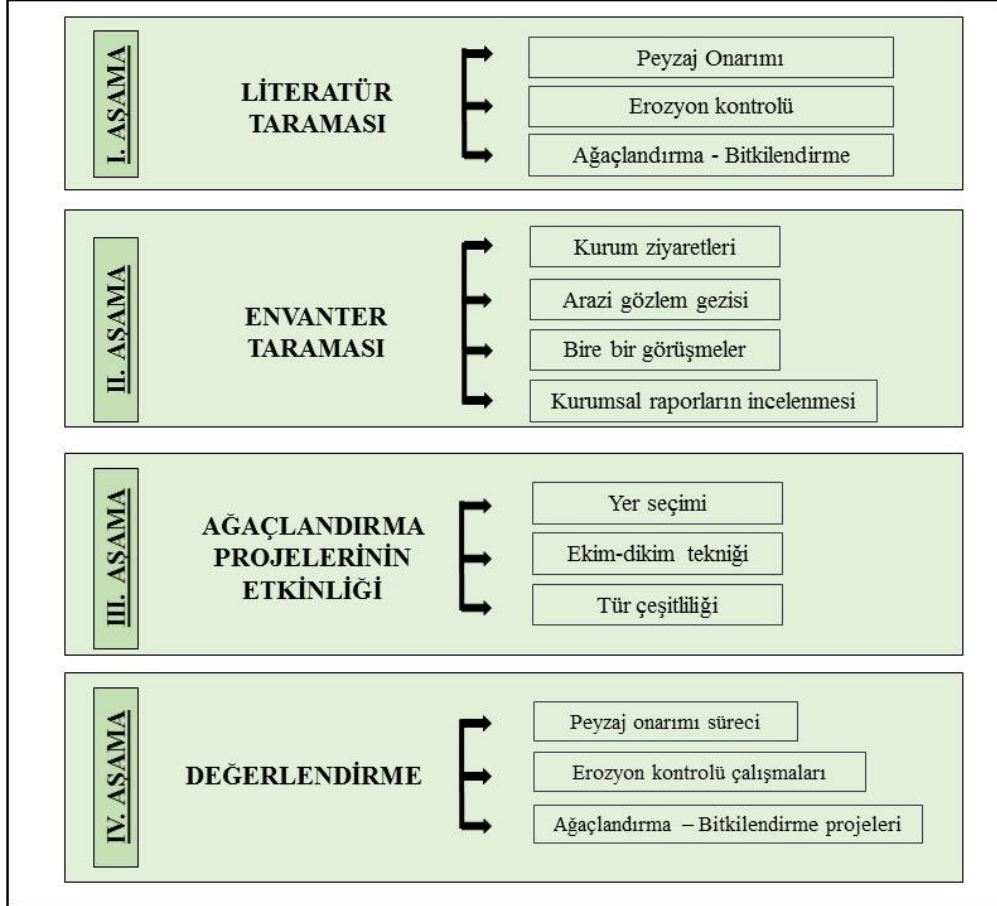 I. AŞAMA
LİTERATÜR
TARAMASI
Peyzaj Onarımı
Erozyon kontrolü
Ağaçlandırma - Bitkilendirme
II. AŞAMA
ENVANTER
TARAMASI
Kurum ziyaretleri
Arazi gözlem gezisi
Bire bir görüşmeler
Kurumsal raporların incelenmesi
III. AŞAMA
AĞAÇLANDIRMA
PROJELERİNİN
ETKİNLİĞİ
Yer seçimi
Ekim-dikim tekniği
Tür çeşitliliği
IV. AŞAMA
DEĞERLENDİRME
Peyzaj onarımı süreci
Erozyon kontrolü çalışmaları
Ağaçlandırma – Bitkilendirme projeleri